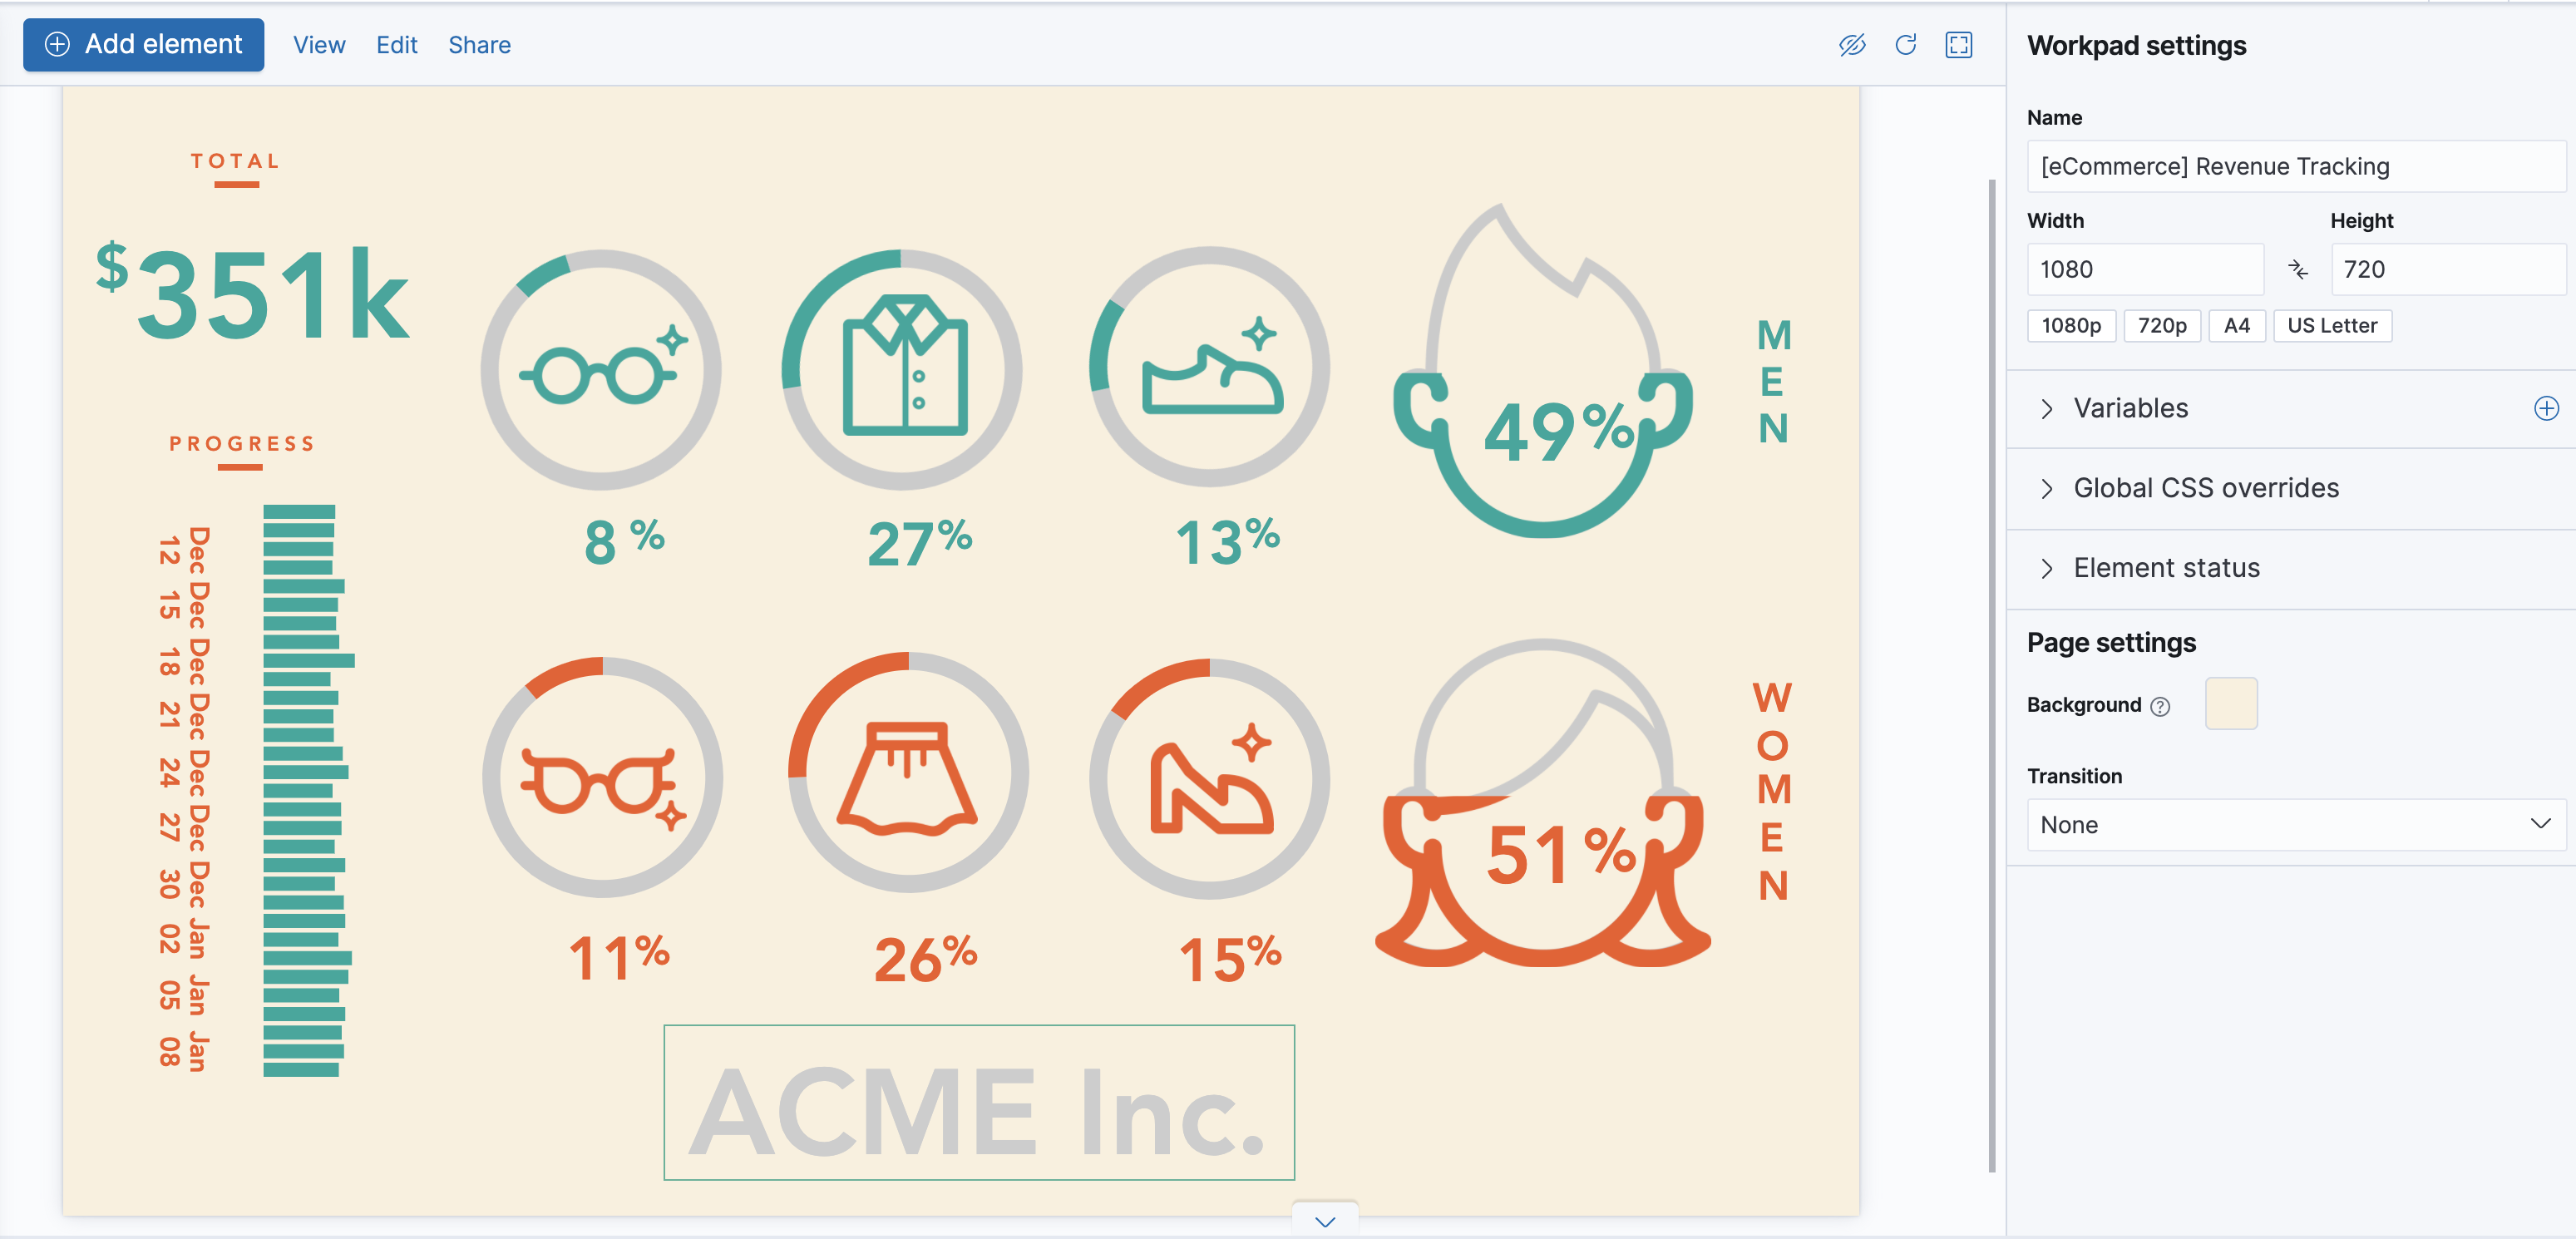 Add element
View
Edit
Share
TOTAL
$351k
PROGRESS
Dec 12
Dec 15
Dec 18
Dec 21
Dec 24
Dec 27
Dec 30
Jan 02
Jan 05
Jan 08
8 %
27%
13%
49%
MEN
11%
26%
15%
51%
WOMEN
ACME Inc.
Workpad settings
Name
[eCommerce] Revenue Tracking
Width
Height
1080
720
1080p
720p
A4
US Letter
Variables
Global CSS overrides
Element status
Page settings
Background
Transition
None